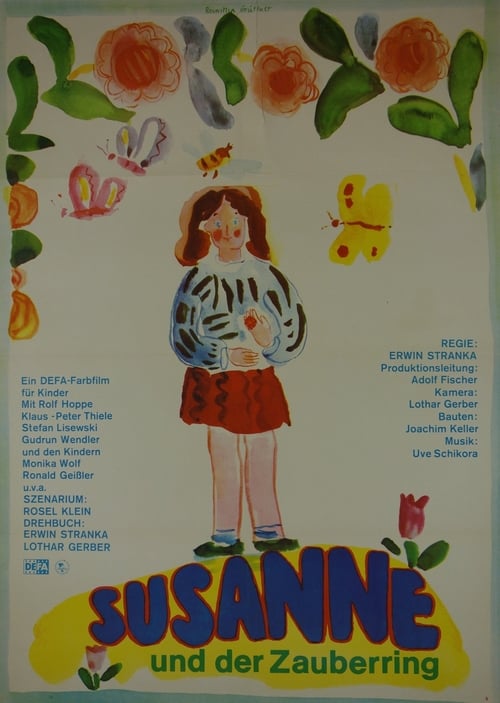 Ein DEFA-Farbfilm
für Kinder
Mit Rolf Hoppe
Klaus -Peter Thiele
Stefan Lisewski
Gudrun Wendler
und den Kindern
Monika Wolf
Ronald Geißler
u.v.a.
SZENARIUM:
ROSEL KLEIN
DREHBUCH:
ERWIN STRANKA
LOTHAR GERBER
DEFA
REGIE:
ERWIN STRANKA
Produktionsleitung:
Adolf Fischer
Kamera:
Lothar Gerber
Bauten:
Joachim Keller
Musik:
Uve Schikora
SUSANNE
und der Zauberring